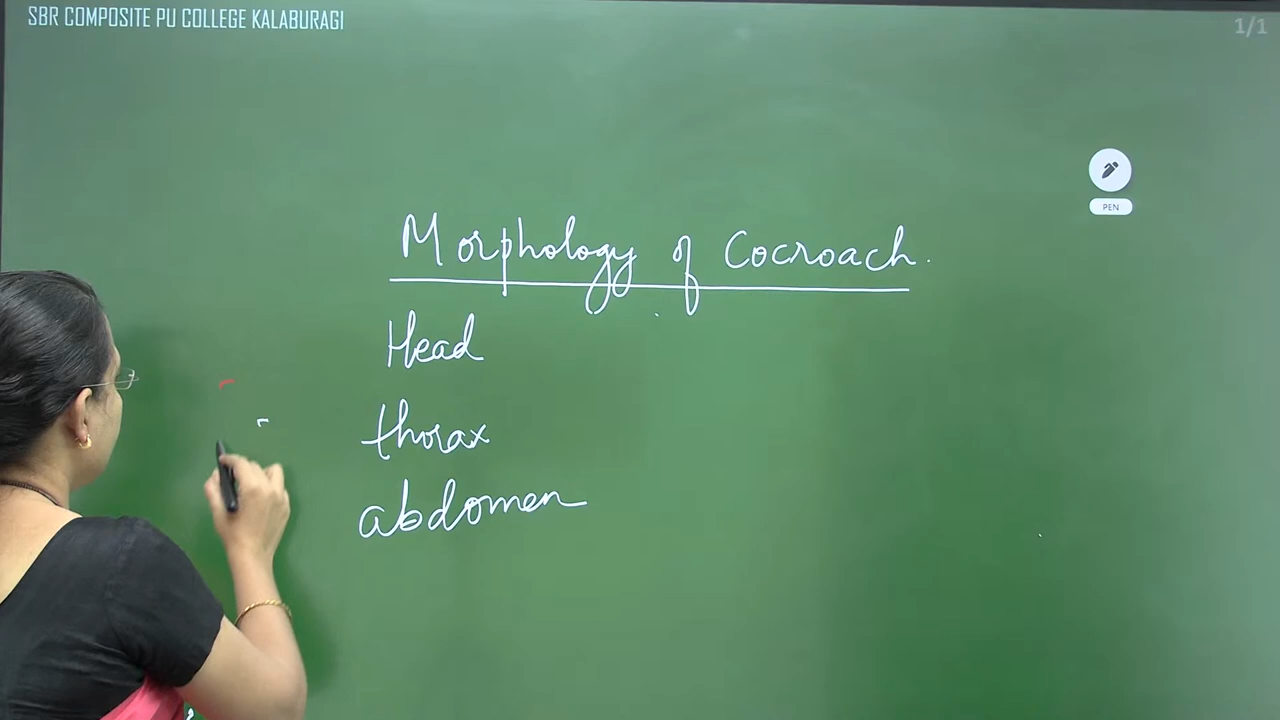 SBR COMPOSITE PU COLLEGE KALABURAGI
1/1
PEN
Morphology of Cocroach.
Head
thorax
abdomen